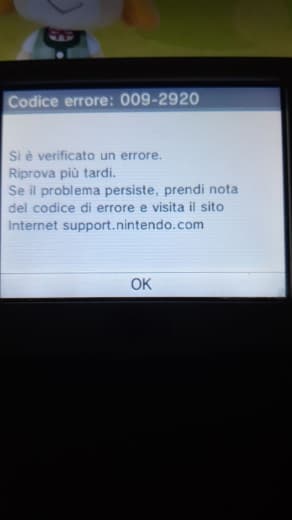 Codice errore: 009-2920
Si è verificato un errore.
Riprova più tardi.
Se il problema persiste, prendi nota
del codice di errore e visita il sito
Internet support.nintendo.com
OK